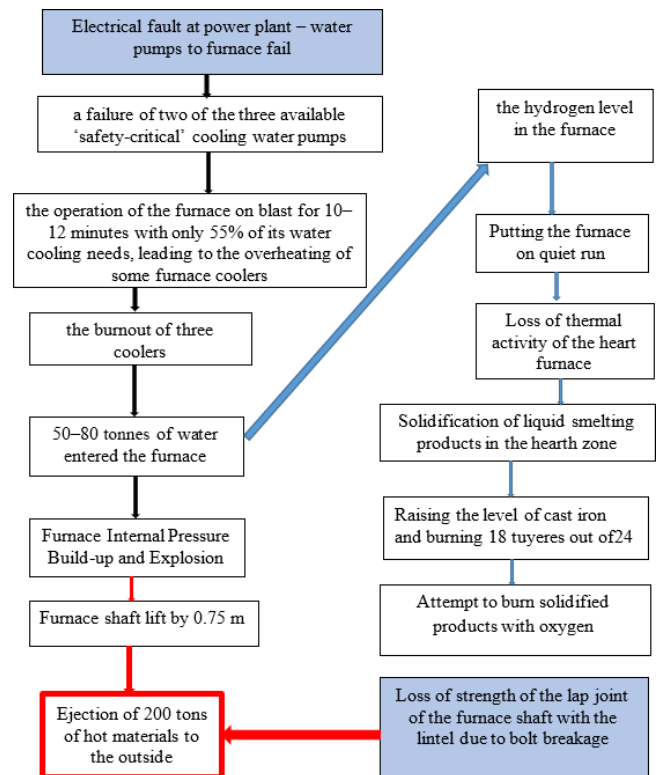 Electrical fault at power plant – water
pumps to furnace fail
a failure of two of the three available
‘safety-critical’ cooling water pumps
the operation of the furnace on blast for 10–
12 minutes with only 55% of its water
cooling needs, leading to the overheating of
some furnace coolers
the burnout of three
coolers
50–80 tonnes of water
entered the furnace
Furnace Internal Pressure
Build-up and Explosion
Furnace shaft lift by 0.75 m
Ejection of 200 tons
of hot materials to
the outside
the hydrogen level
in the furnace
Putting the furnace
on quiet run
Loss of thermal
activity of the heart
furnace
Solidification of liquid smelting
products in the hearth zone
Raising the level of cast iron
and burning 18 tuyeres out of24
Attempt to burn solidified
products with oxygen
Loss of strength of the lap joint
of the furnace shaft with the
lintel due to bolt breakage